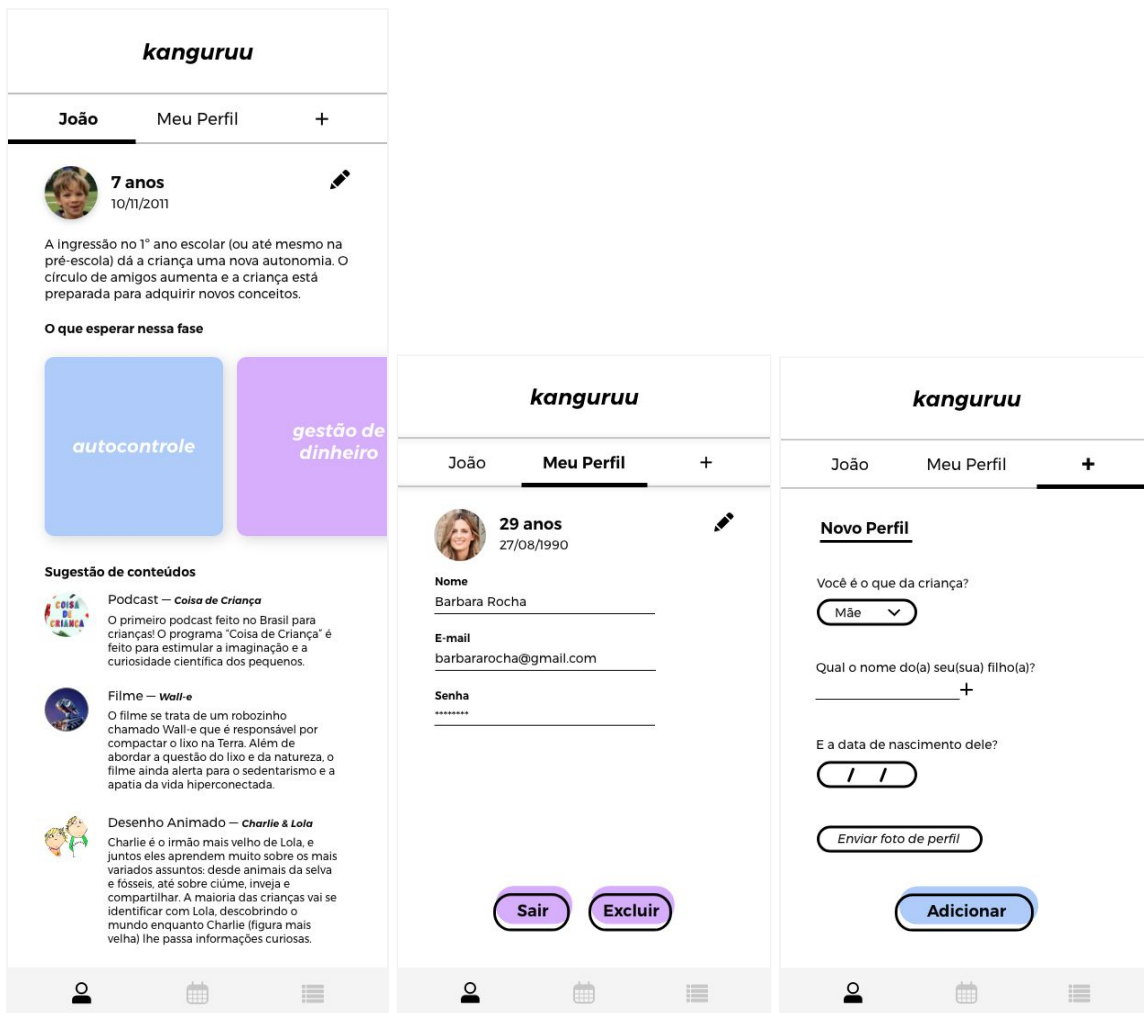 kanguruu
João Meu Perfil +
7 anos
10/11/2011
A ingressão no 1º ano escolar (ou até mesmo na
pré-escola) dá a criança uma nova autonomia. O
círculo de amigos aumenta e a criança está
preparada para adquirir novos conceitos.
O que esperar nessa fase
autocontrole
gestão de
dinheiro
Sugestão de conteúdos
COISA
DE
CRIANÇA
Podcast — Coisa de Criança
O primeiro podcast feito no Brasil para
crianças! O programa “Coisa de Criança” é
feito para estimular a imaginação e a
curiosidade científica dos pequenos.
Filme — Wall-e
O filme se trata de um robozinho
chamado Wall-e que é responsável por
compactar o lixo na Terra. Além de
abordar a questão do lixo e da natureza, o
filme ainda alerta para o sedentarismo e a
apatia da vida hiperconectada.
Desenho Animado — Charlie & Lola
Charlie é o irmão mais velho de Lola, e
juntos eles aprendem muito sobre os mais
variados assuntos: desde animais da selva
e fósseis, até sobre ciúme, inveja e
compartilhar. A maioria das crianças vai se
identificar com Lola, descobrindo o
mundo enquanto Charlie (figura mais
velha) lhe passa informações curiosas.
kanguruu
João Meu Perfil +
29 anos
27/08/1990
Nome
Barbara Rocha
E-mail
barbararocha@gmail.com
Senha
********
Sair Excluir
kanguruu
João Meu Perfil +
Novo Perfil
Você é o que da criança?
Mãe
Qual o nome do(a) seu(sua) filho(a)?
+
E a data de nascimento dele?
/ /
Enviar foto de perfil
Adicionar